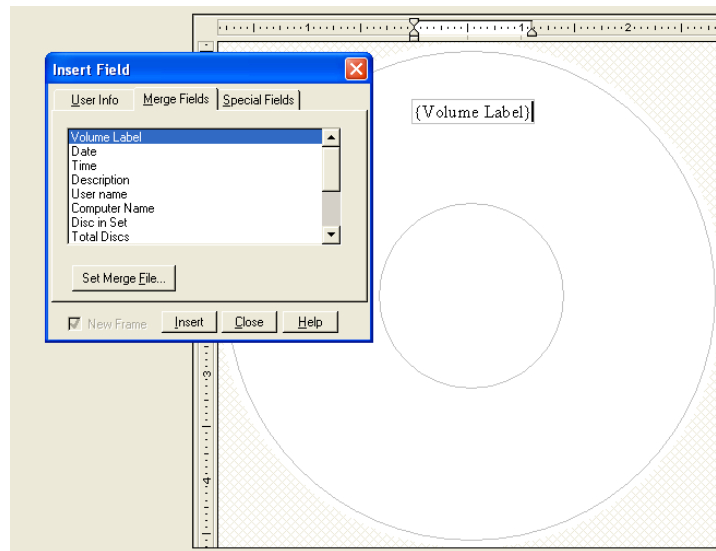 1
1
2
Insert Field
User Info
Merge Fields
Special Fields
{Volume Label}
Volume Label
Date
Time
Description
User name
Computer Name
Disc in Set
Total Discs
Set Merge File...
New Frame
Insert
Close
Help
3
4